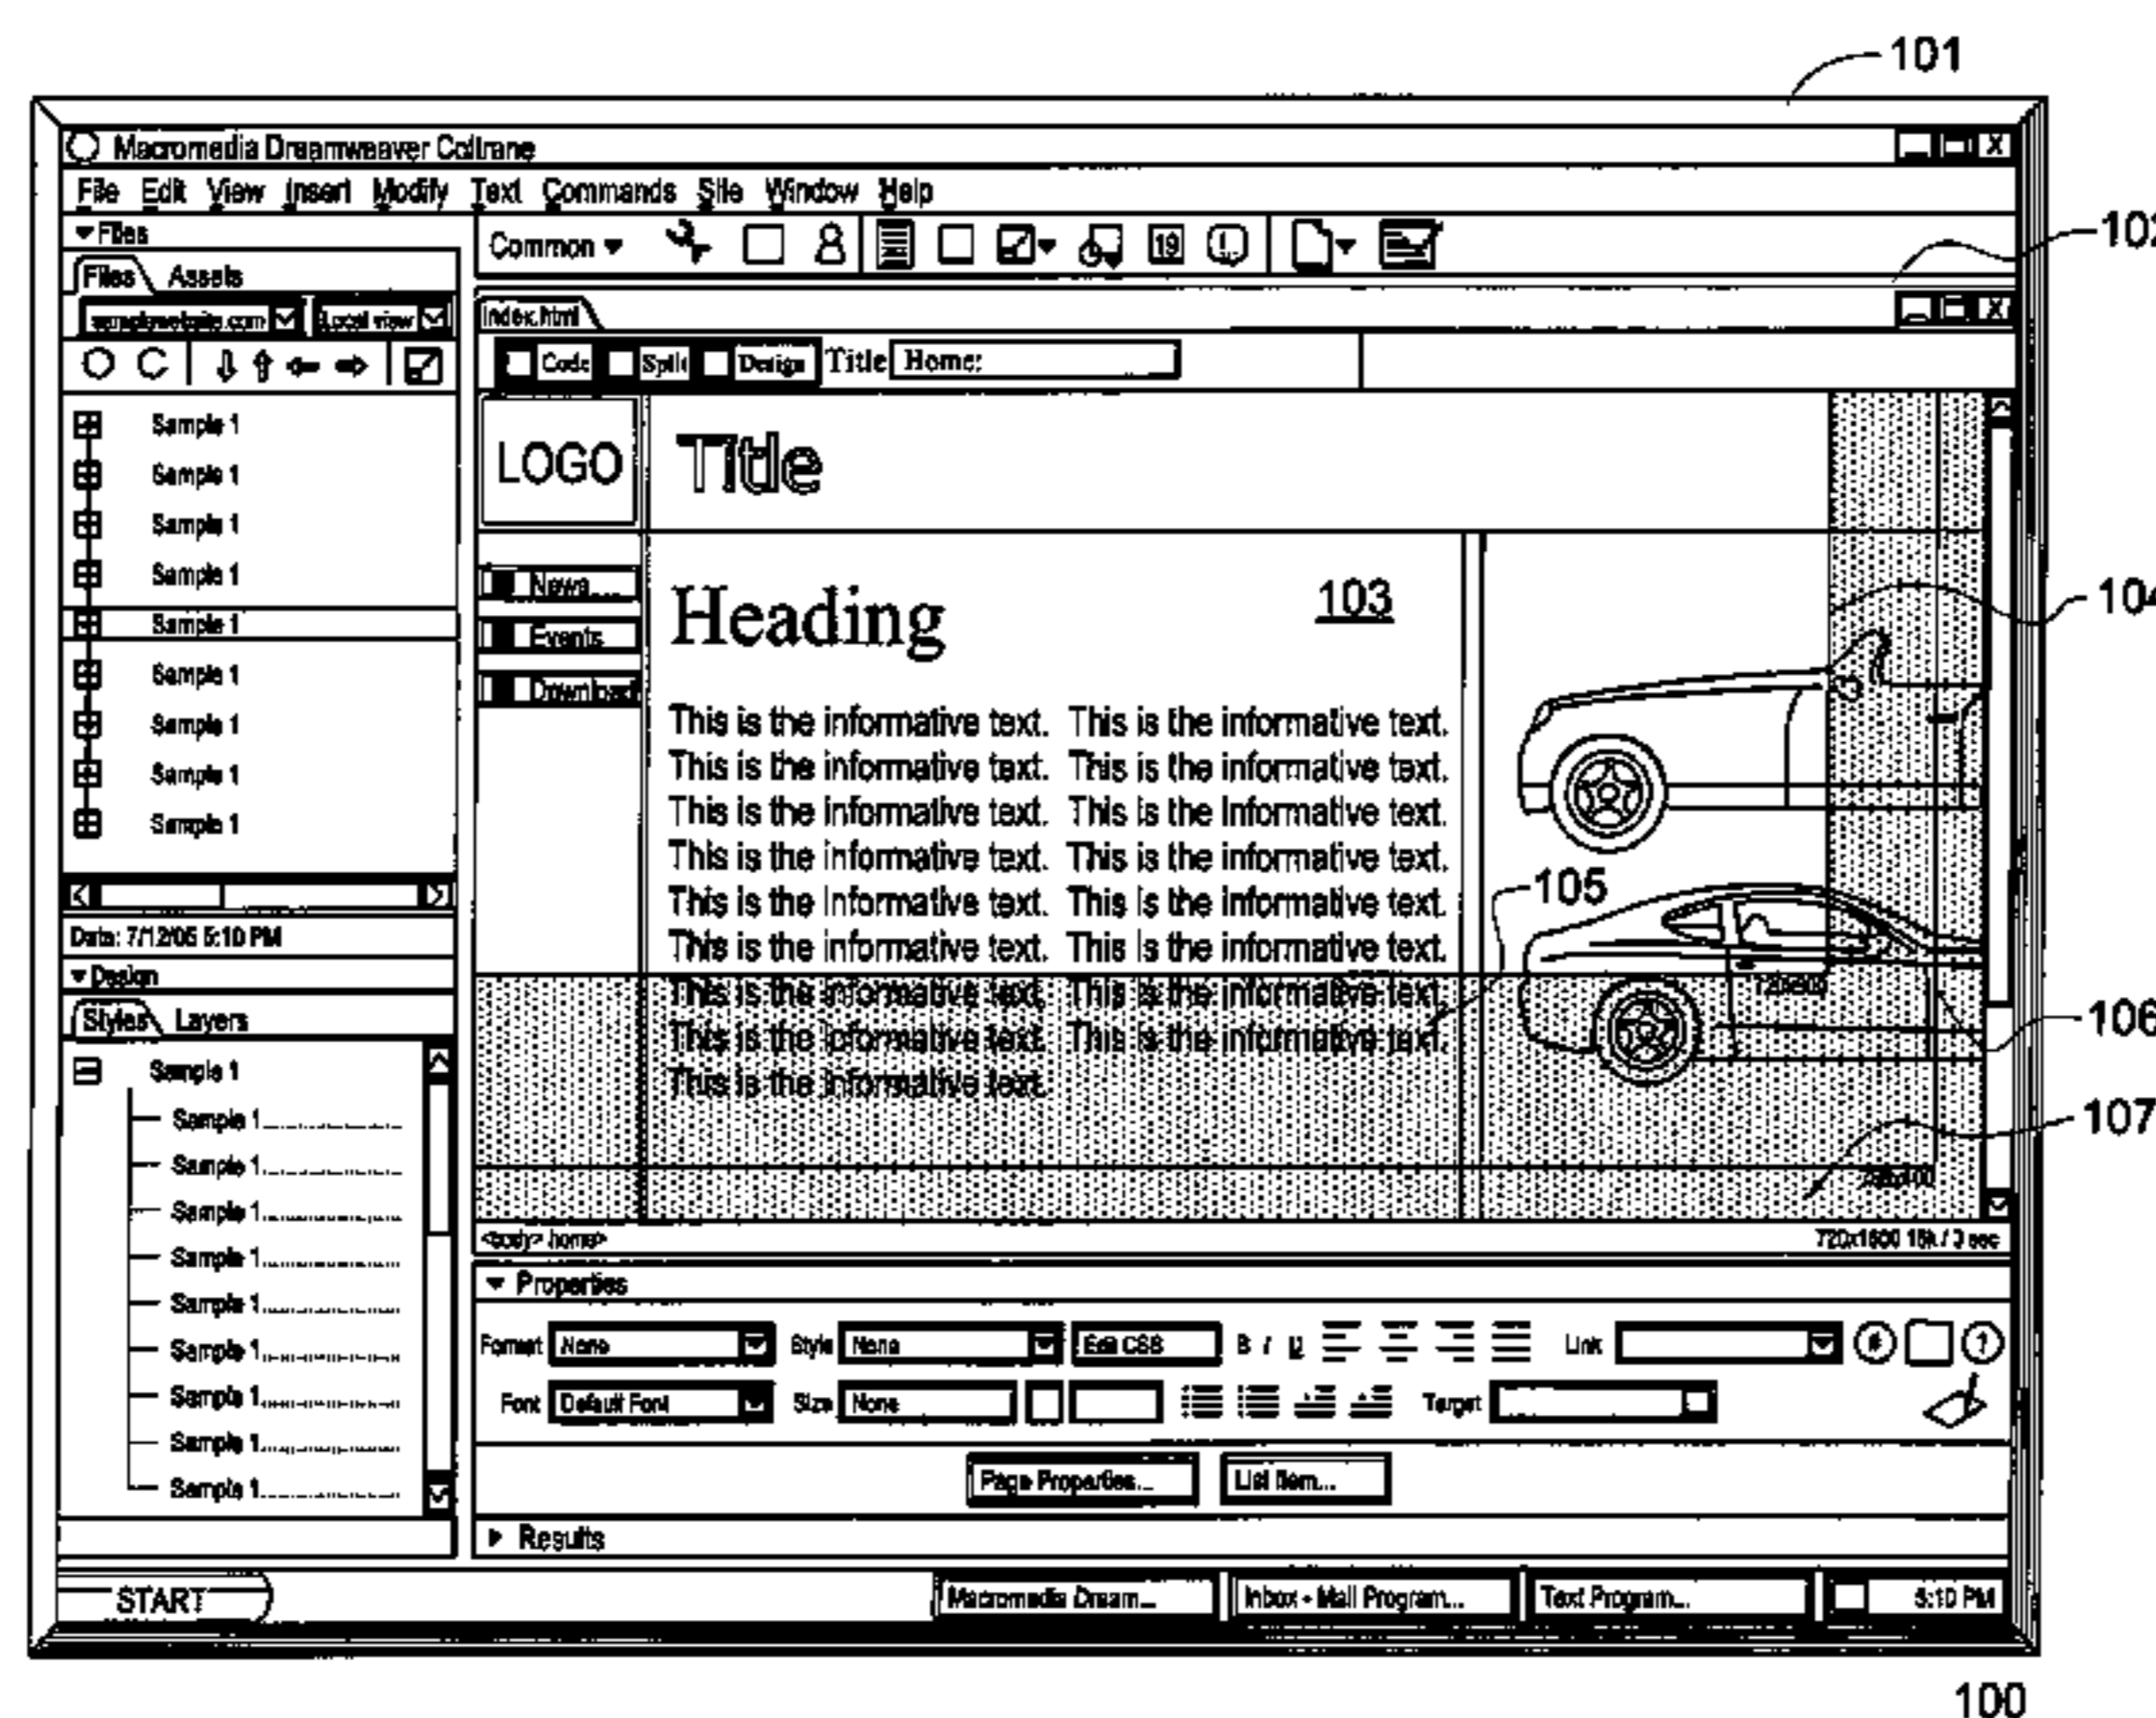 101
Macromedia Dreamweaver Coltrane
File Edit View Insert Modify Text Commands Site Window Help
102
Files
Common
19
Files Assets
Local view
Index.html
Code Split Design Title Home:
LOGO Title
Sample 1
Sample 1
Sample 1
Sample 1
Sample 1
Sample 1
Sample 1
Sample 1
Sample 1
News
Events
Download
Heading
103
104
This is the informative text. This is the informative text.
This is the informative text. This is the informative text.
This is the informative text. This is the informative text.
This is the informative text. This is the informative text.
This is the informative text. This is the informative text.
This is the informative text. This is the informative text.
This is the informative text. This is the informative text.
This is the informative text. This is the informative text.
This is the informative text.
105
106
107
Date: 7/12/05 5:10 PM
Design
Styles Layers
Sample 1
Sample 1
Sample 1
Sample 1
Sample 1
Sample 1
Sample 1
Sample 1
Sample 1
Sample 1
<body> home>
Properties
Format None Style None Edit CSS B I U Link
Font Default Font Size None Target
Page Properties... List Item...
Results
START Macromedia Dream... Inbox - Mail Program... Text Program... 5:10 PM
100